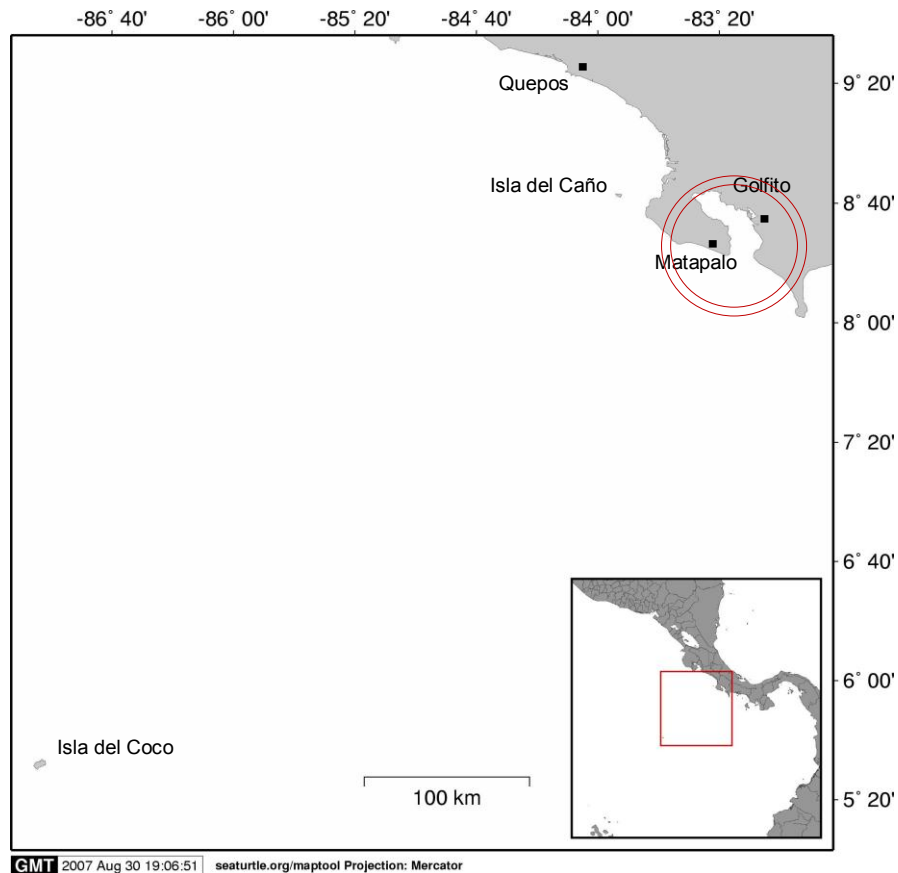 -86° 40' -86° 00' -85° 20' -84° 40' -84° 00' -83° 20'
Quepos
9° 20'
Isla del Caño
Golfito
8° 40'
Matapalo
8° 00'
7° 20'
6° 40'
6° 00'
Isla del Coco
100 km
5° 20'
GMT 2007 Aug 30 19:06:51 seaturtle.org/maptool Projection: Mercator